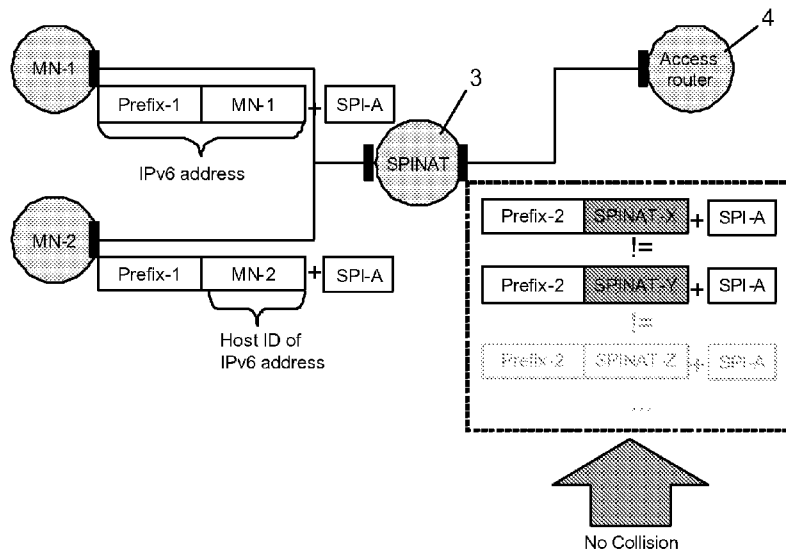 MN-1
Prefix-1 MN-1 + SPI-A
IPv6 address
3
SPINAT
4
Access
router
MN-2
Prefix-1 MN-2 + SPI-A
Host ID of
IPv6 address
Prefix-2 SPINAT-X + SPI-A
!=
Prefix-2 SPINAT-Y + SPI-A
!=
Prefix-2 SPINAT-Z + SPI-A
...
No Collision